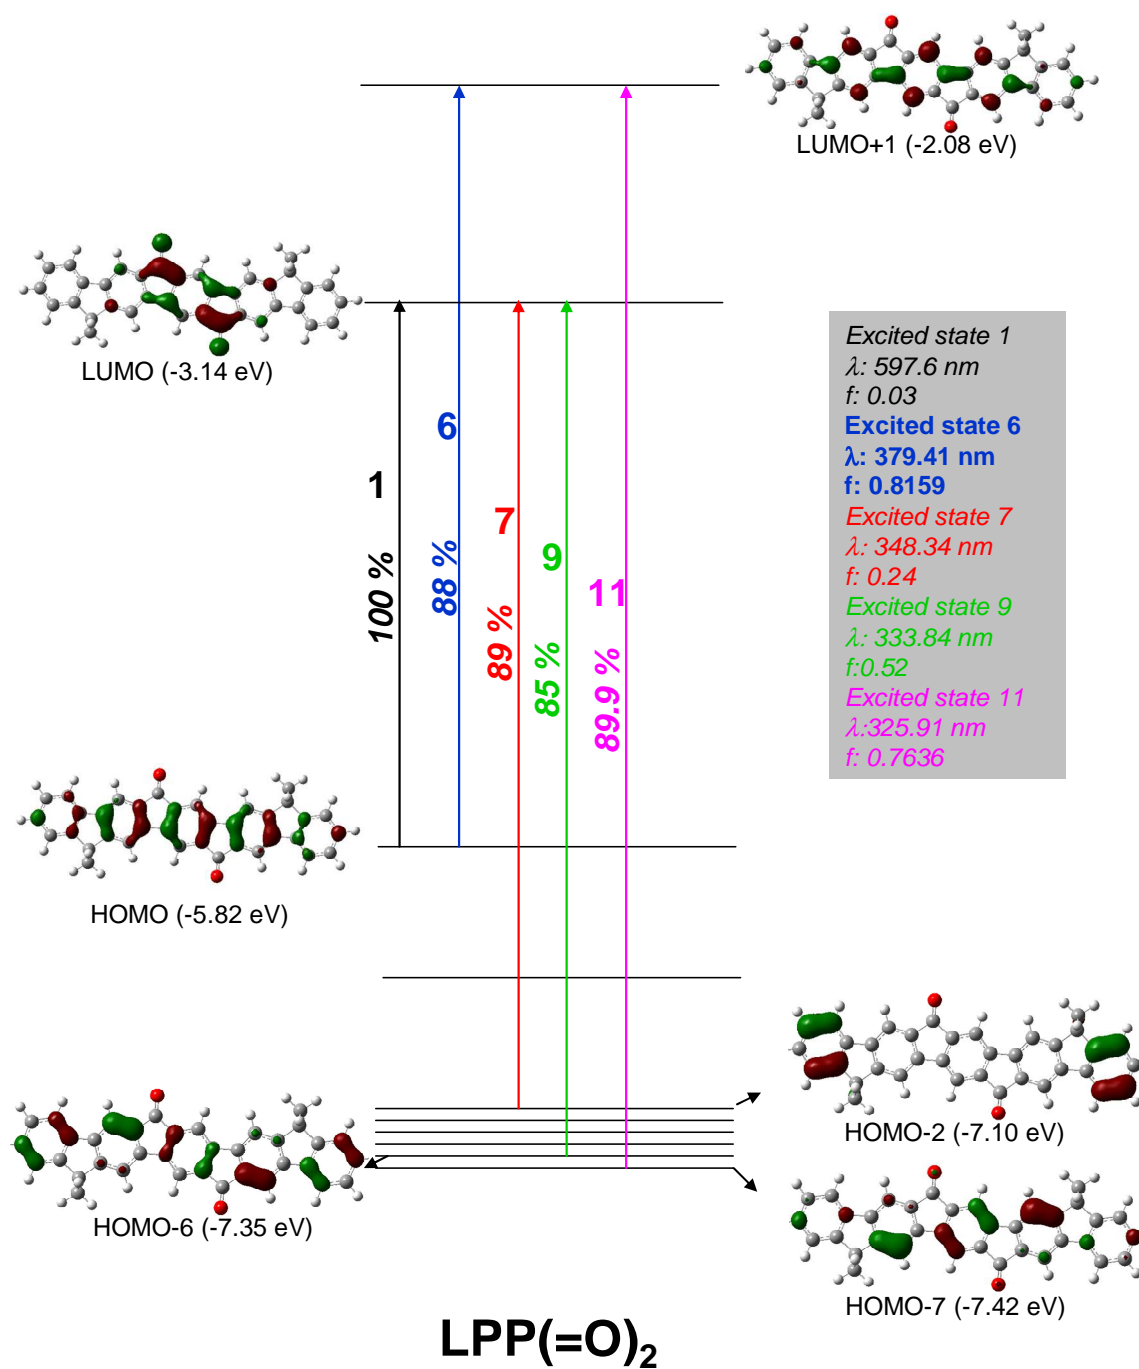 LUMO+1 (-2.08 eV)
LUMO (-3.14 eV)
Excited state 1
λ: 597.6 nm
f: 0.03
Excited state 6
λ: 379.41 nm
f: 0.8159
Excited state 7
λ: 348.34 nm
f: 0.24
Excited state 9
λ: 333.84 nm
f:0.52
Excited state 11
λ:325.91 nm
f: 0.7636
1
100 %
6
88 %
7
89 %
9
85 %
11
89.9 %
HOMO (-5.82 eV)
HOMO-2 (-7.10 eV)
HOMO-6 (-7.35 eV)
HOMO-7 (-7.42 eV)
LPP(=O)₂